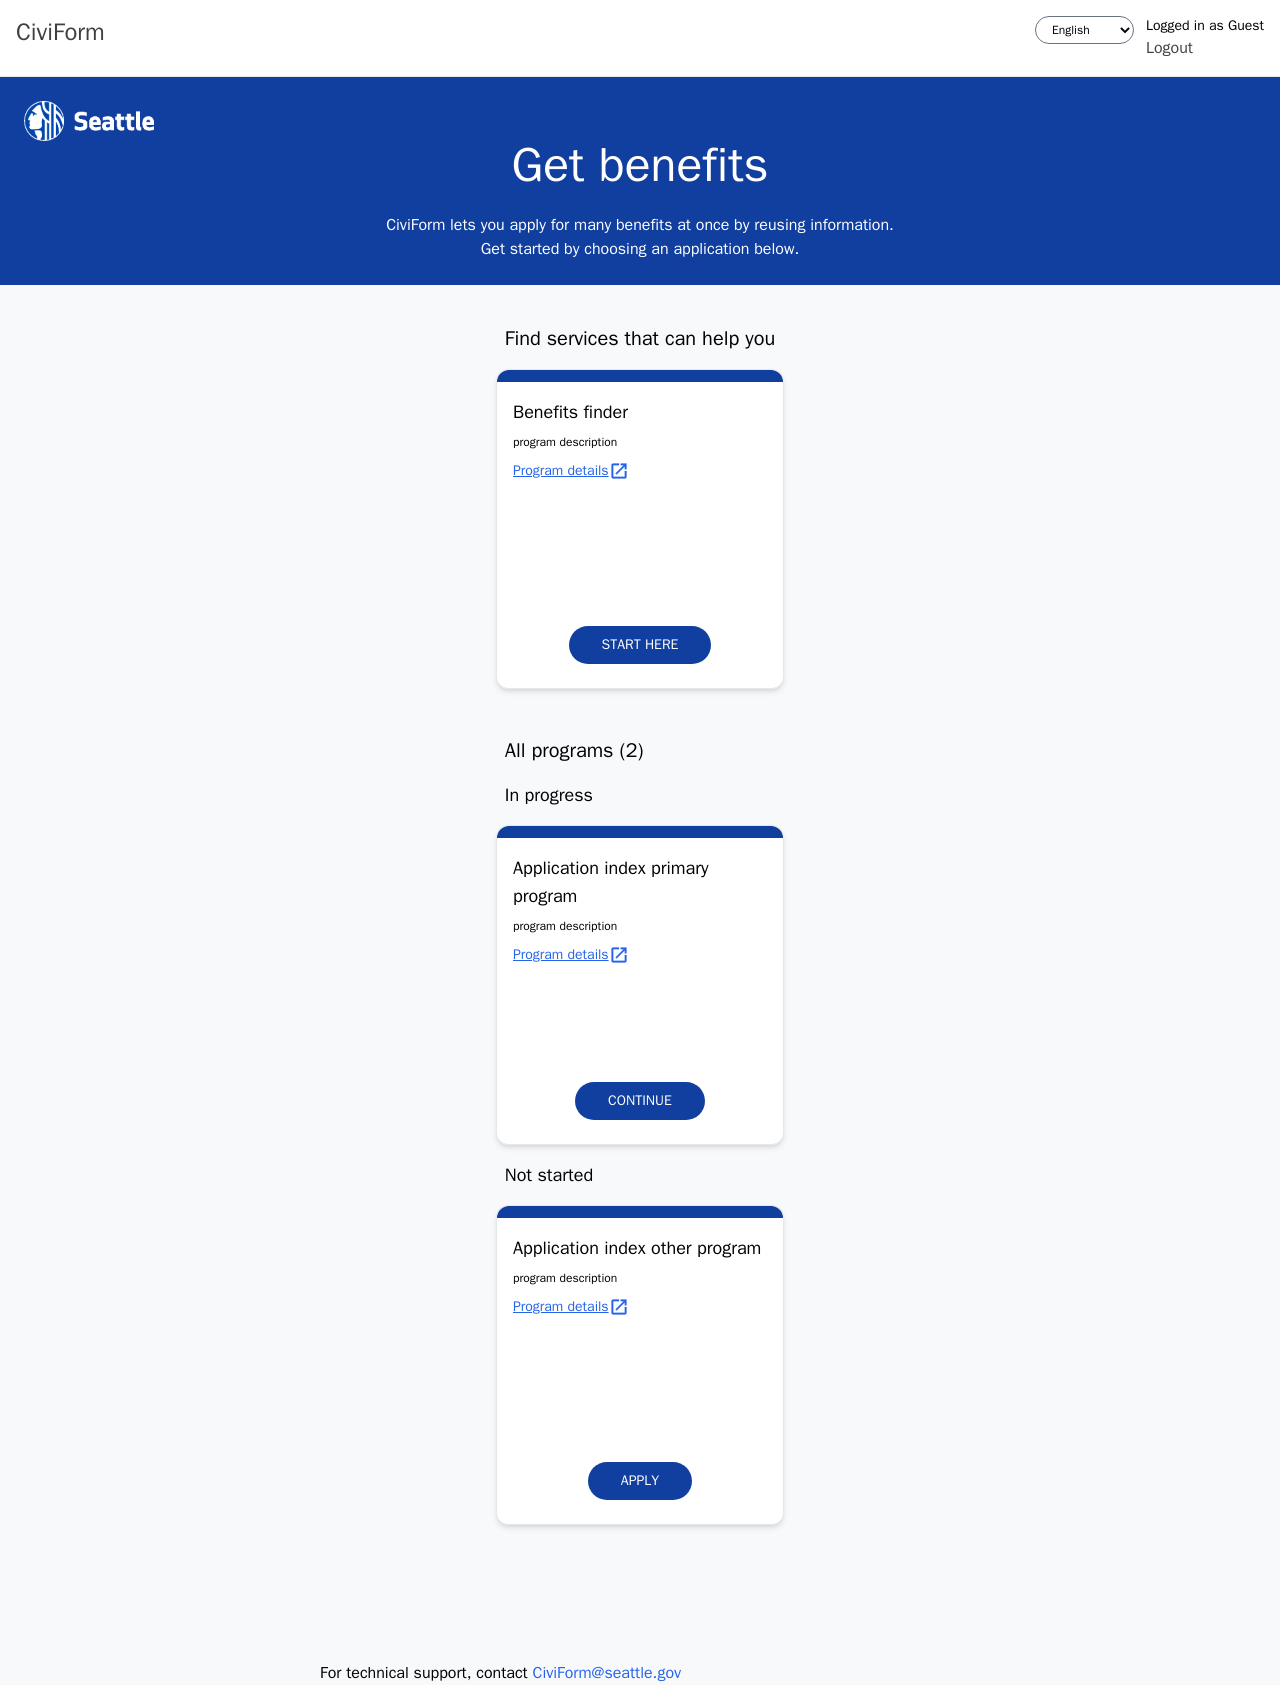 CiviForm
English
Logged in as Guest
Logout
Seattle
Get benefits
CiviForm lets you apply for many benefits at once by reusing information.
Get started by choosing an application below.
Find services that can help you
Benefits finder
program description
Program details
START HERE
All programs (2)
In progress
Application index primary
program
program description
Program details
CONTINUE
Not started
Application index other program
program description
Program details
APPLY
For technical support, contact CiviForm@seattle.gov